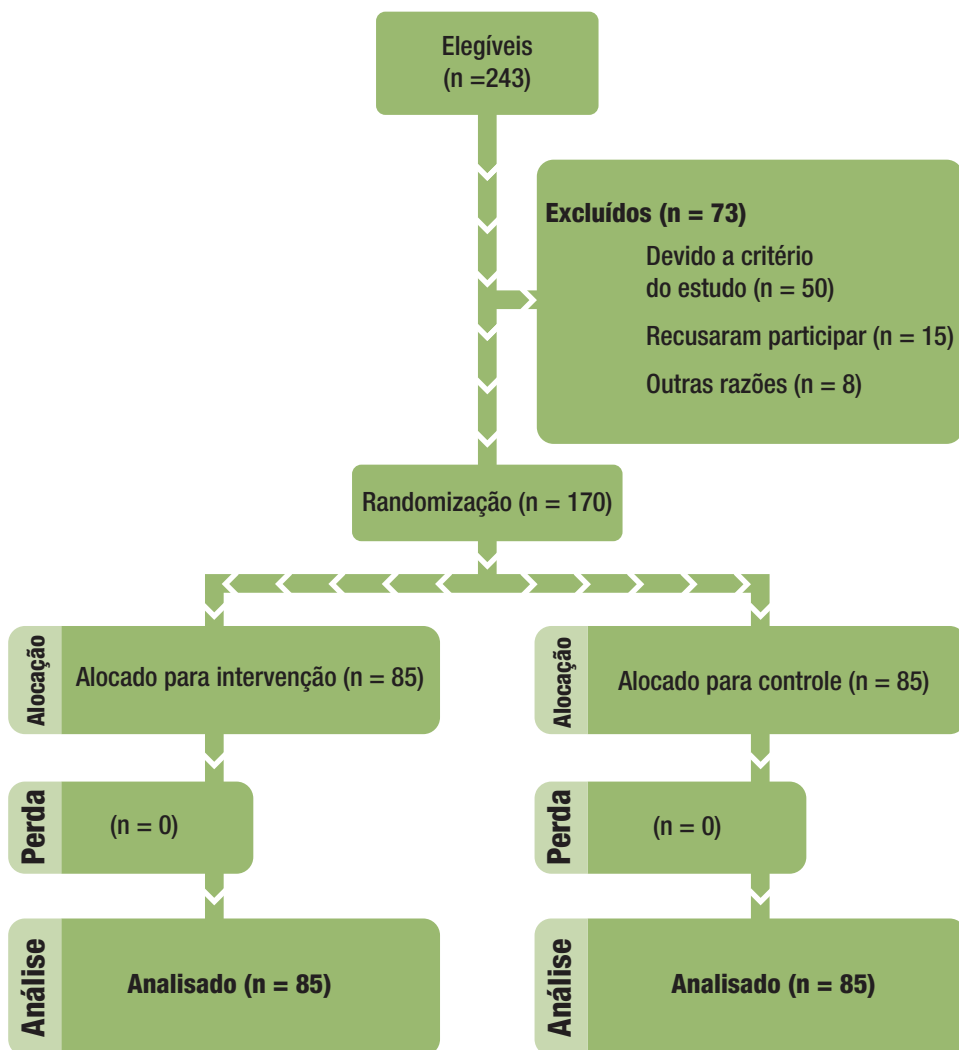 Elegíveis
(n =243)
Excluídos (n = 73)
Devido a critério
do estudo (n = 50)
Recusaram participar (n = 15)
Outras razões (n = 8)
Randomização (n = 170)
Alocação
Alocado para intervenção (n = 85)
Alocação
Alocado para controle (n = 85)
Perda
(n = 0)
Perda
(n = 0)
Análise
Analisado (n = 85)
Análise
Analisado (n = 85)